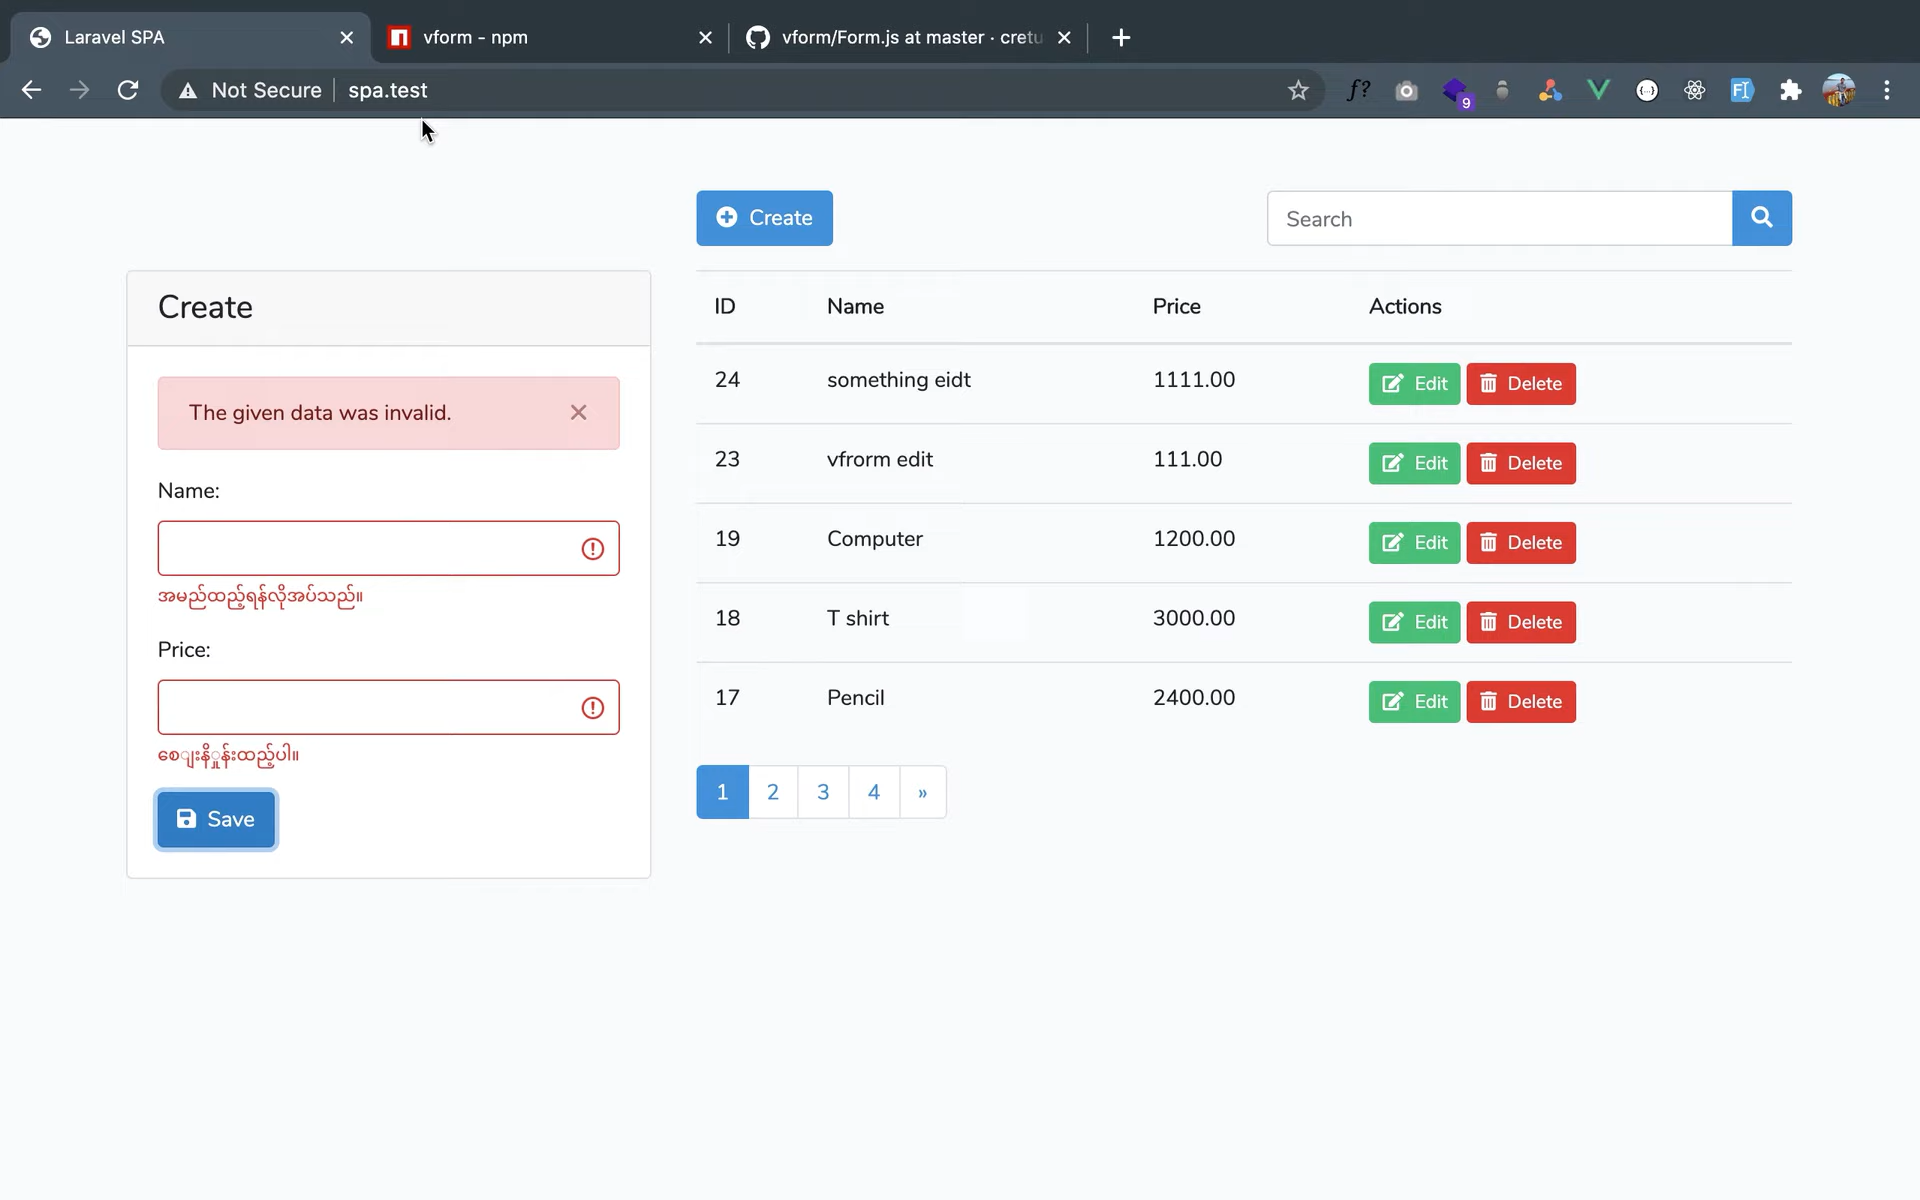 Laravel SPA
vform - npm
vform/Form.js at master · cretu
Not Secure
spa.test
f?
9
FI
Create
Search
Create
The given data was invalid.
Name:
အမည်ထည့်ရန်လိုအပ်သည်။
Price:
စျေးနှုန်းထည့်ပါ။
Save
ID Name Price Actions
24 something eidt 1111.00 Edit Delete
23 vfrorm edit 111.00 Edit Delete
19 Computer 1200.00 Edit Delete
18 T shirt 3000.00 Edit Delete
17 Pencil 2400.00 Edit Delete
1 2 3 4 »